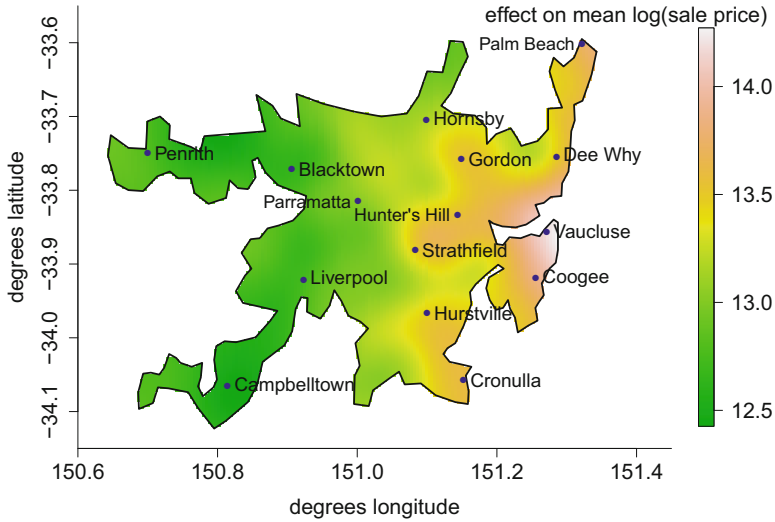 effect on mean log(sale price)
−33.6
−33.7
−33.8
−33.9
−34.0
−34.1
degrees latitude
Palm Beach
Hornsby
Penrith
Gordon
Dee Why
Blacktown
Parramatta
Hunter's Hill
Vaucluse
Strathfield
Liverpool
Coogee
Hurstville
Campbelltown
Cronulla
14.0
13.5
13.0
12.5
150.6
150.8
151.0
151.2
151.4
degrees longitude